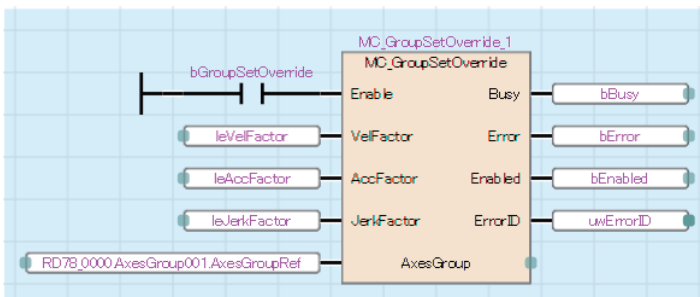 MC_GroupSetOverride_1
MC_GroupSetOverride
bGroupSetOverride
Enable Busy bBusy
leVelFactor VelFactor Error bError
leAccFactor AccFactor Enabled bEnabled
leJerkFactor JerkFactor ErrorID uwErrorID
RD78_0000.AxesGroup001.AxesGroupRef AxesGroup